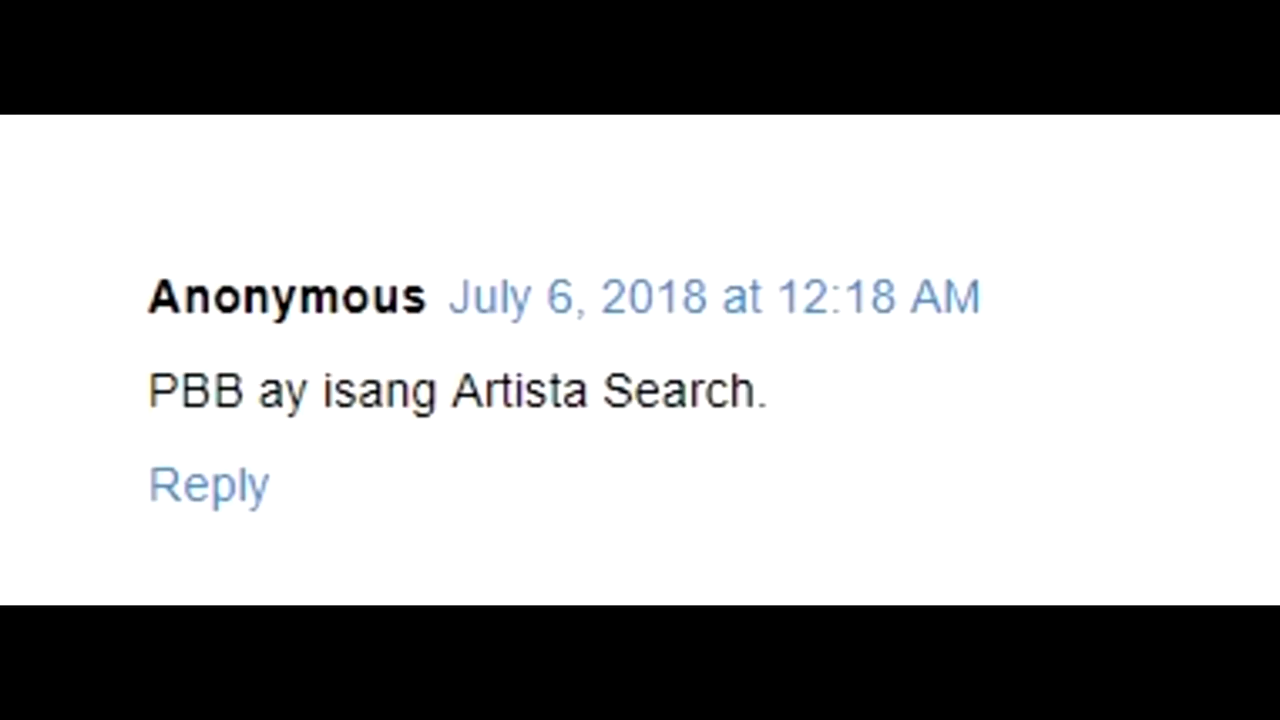 Anonymous July 6, 2018 at 12:18 AM
PBB ay isang Artista Search.
Reply